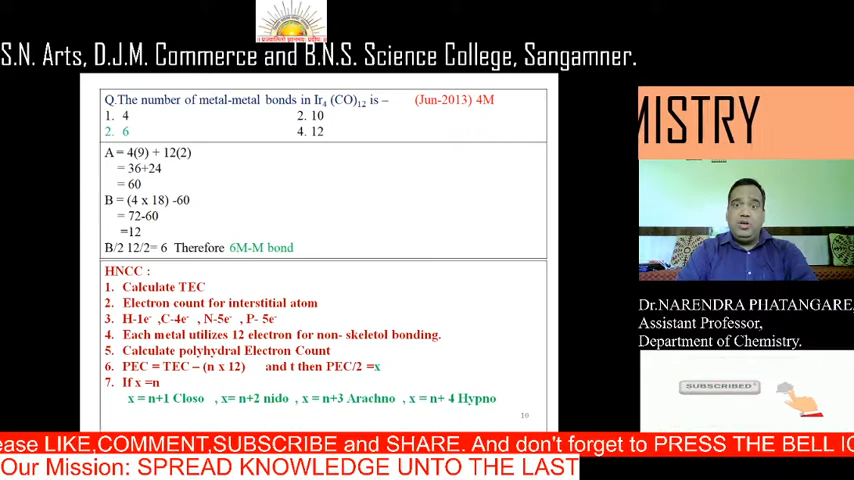 S.N. Arts, D.J.M. Commerce and B.N.S. Science College, Sangamner.
Q.The number of metal-metal bonds in Ir4 (CO)12 is – (Jun-2013) 4M
1. 4 2. 10
2. 6 4. 12
A = 4(9) + 12(2)
= 36+24
= 60
B = (4 x 18) -60
= 72-60
=12
B/2 12/2= 6 Therefore 6M-M bond
HNCC :
1. Calculate TEC
2. Electron count for interstitial atom
3. H-1e- ,C-4e- , N-5e- , P- 5e-
4. Each metal utilizes 12 electron for non- skeletol bonding.
5. Calculate polyhydral Electron Count
6. PEC = TEC – (n x 12) and t then PEC/2 =x
7. If x =n
x = n+1 Closo , x= n+2 nido , x = n+3 Arachno , x = n+ 4 Hypno
10
MISTRY
Dr.NARENDRA PHATANGARE,
Assistant Professor,
Department of Chemistry.
SUBSCRIBED
ease LIKE,COMMENT,SUBSCRIBE and SHARE. And don't forget to PRESS THE BELL IC
Our Mission: SPREAD KNOWLEDGE UNTO THE LAST